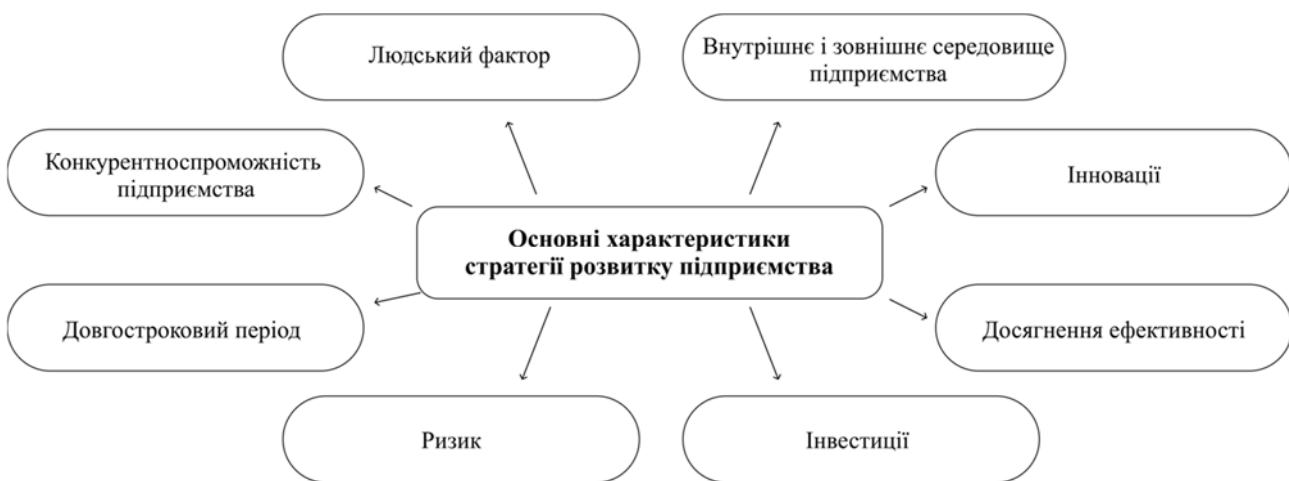 Людський фактор
Внутрішнє і зовнішнє середовище
підприємства
Конкурентноспроможність
підприємства
Інновації
Основні характеристики
стратегії розвитку підприємства
Довгостроковий період
Досягнення ефективності
Ризик
Інвестиції